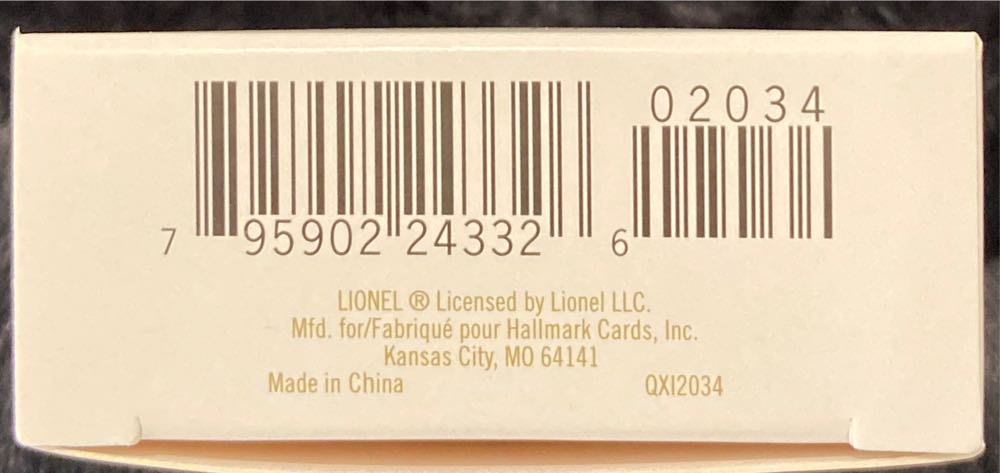 02034
7 95902 24332 6
LIONEL ® Licensed by Lionel LLC.
Mfd. for/Fabriqué pour Hallmark Cards, Inc.
Kansas City, MO 64141
Made in China QXI2034